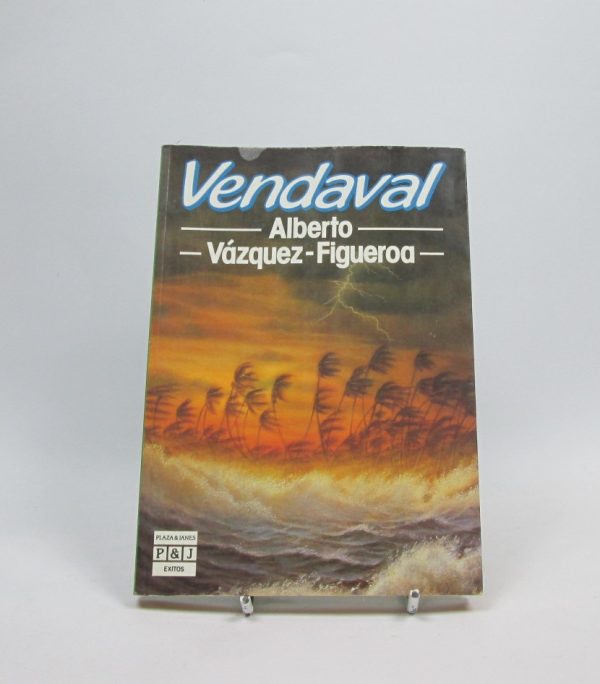 Vendaval
Alberto
Vázquez-Figueroa
PLAZA & JANES
P & J
EXITOS